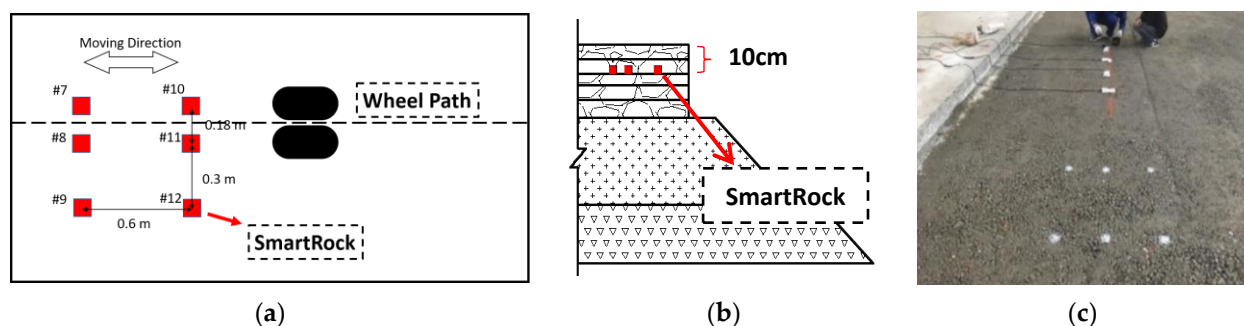 Moving Direction
#7
#10
Wheel Path
0.18 m
#8
#11
0.3 m
#9
#12
0.6 m
SmartRock
10cm
SmartRock
(a)
(b)
(c)